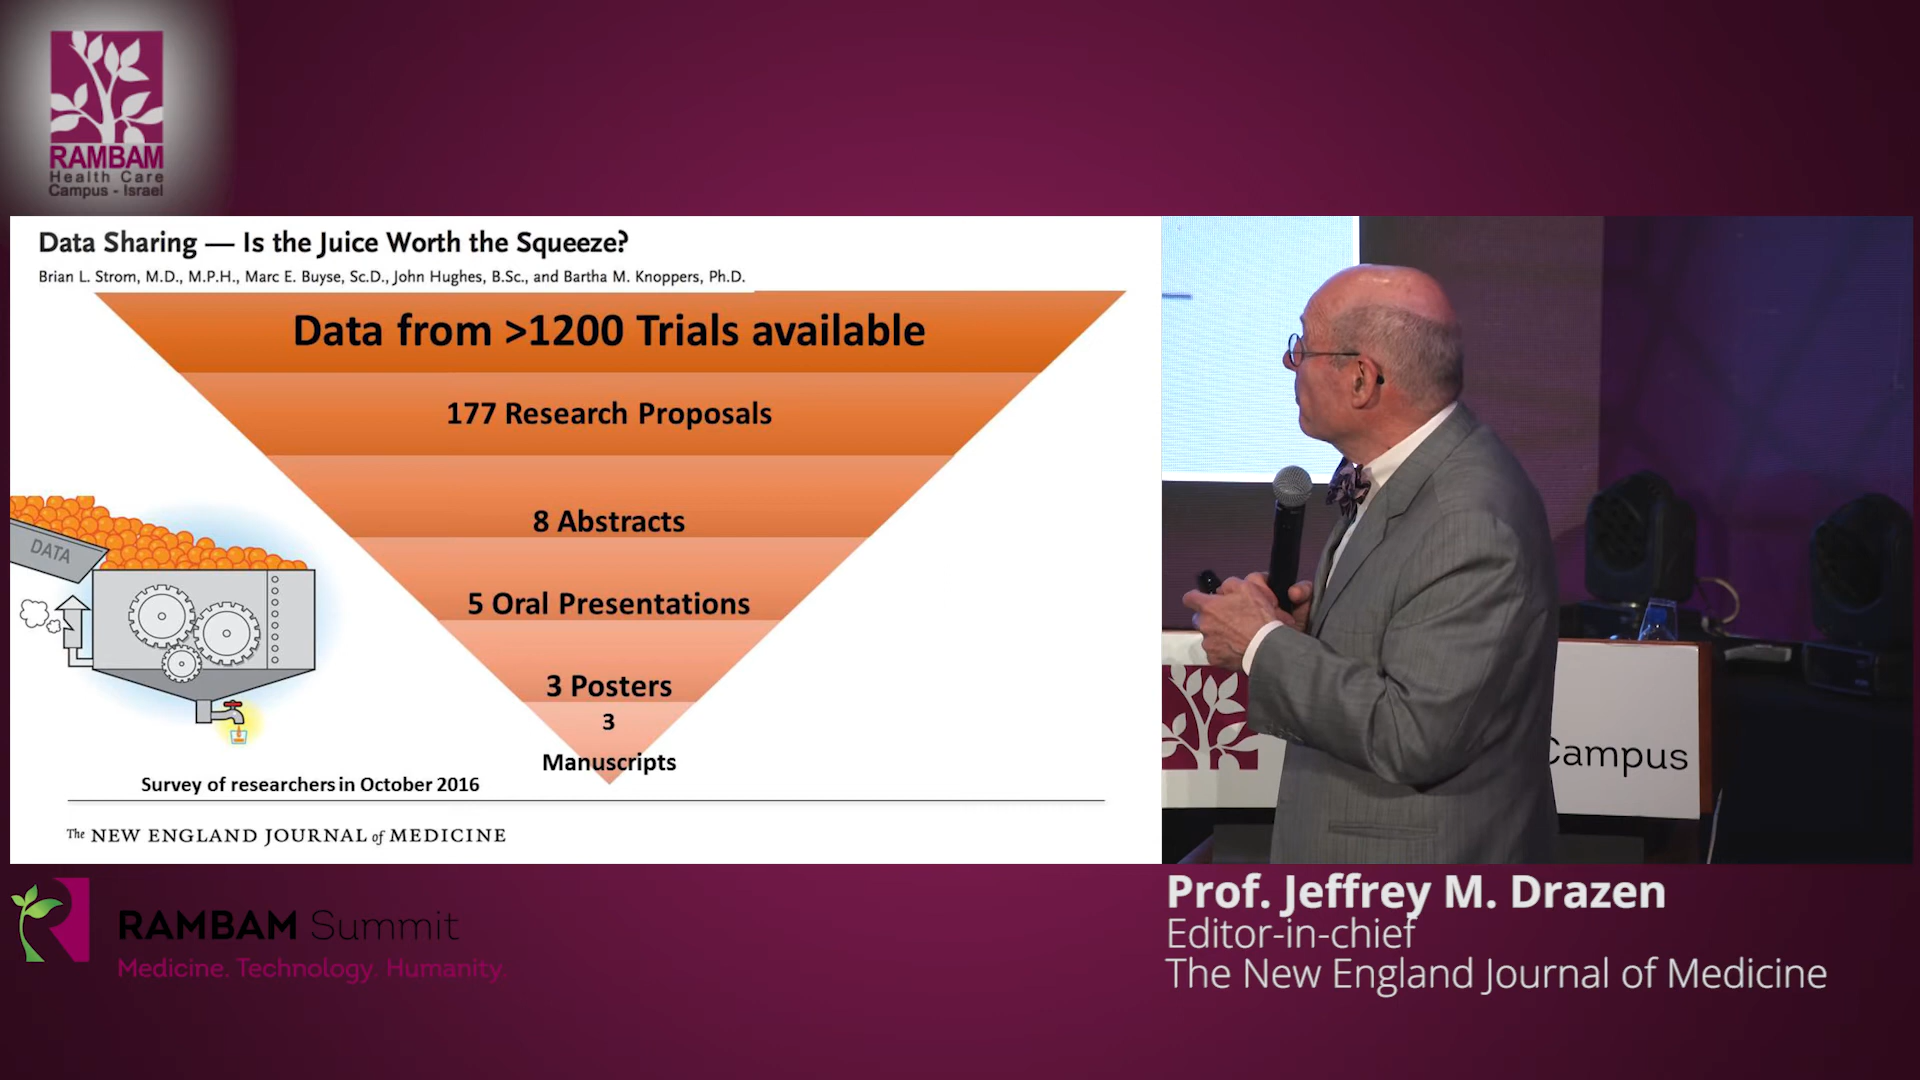 RAMBAM
Health Care
Campus - Israel
Data Sharing — Is the Juice Worth the Squeeze?
Brian L. Strom, M.D., M.P.H., Marc E. Buyse, Sc.D., John Hughes, B.Sc., and Bartha M. Knoppers, Ph.D.
Data from >1200 Trials available
177 Research Proposals
8 Abstracts
5 Oral Presentations
3 Posters
3
Manuscripts
DATA
Survey of researchers in October 2016
The NEW ENGLAND JOURNAL of MEDICINE
Campus
RAMBAM Summit
Medicine. Technology. Humanity.
Prof. Jeffrey M. Drazen
Editor-in-chief
The New England Journal of Medicine